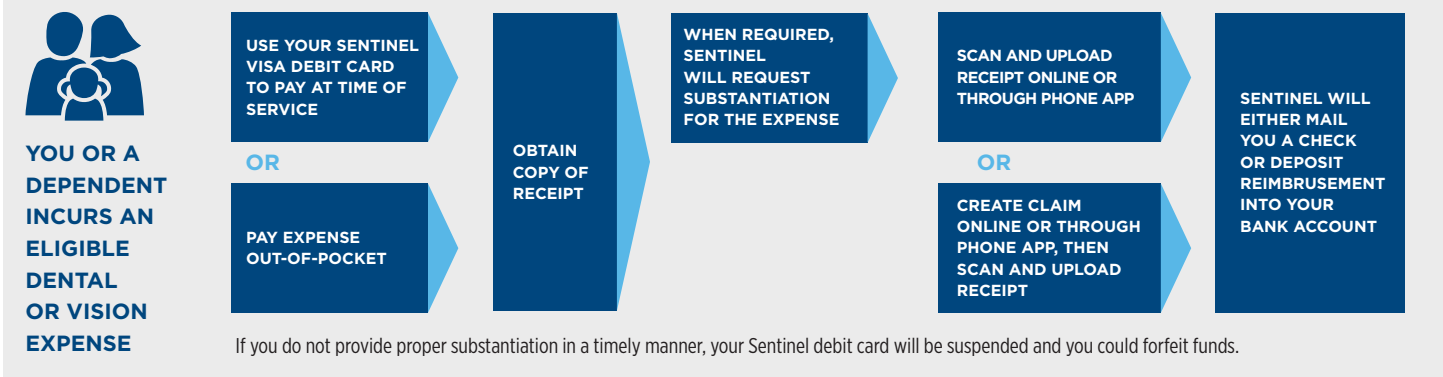 YOU OR A
DEPENDENT
INCURS AN
ELIGIBLE
DENTAL
OR VISION
EXPENSE
USE YOUR SENTINEL
VISA DEBIT CARD
TO PAY AT TIME OF
SERVICE
OR
PAY EXPENSE
OUT-OF-POCKET
OBTAIN
COPY OF
RECEIPT
WHEN REQUIRED,
SENTINEL
WILL REQUEST
SUBSTANTIATION
FOR THE EXPENSE
SCAN AND UPLOAD
RECEIPT ONLINE OR
THROUGH PHONE APP
OR
CREATE CLAIM
ONLINE OR THROUGH
PHONE APP, THEN
SCAN AND UPLOAD
RECEIPT
SENTINEL WILL
EITHER MAIL
YOU A CHECK
OR DEPOSIT
REIMBRUSEMENT
INTO YOUR
BANK ACCOUNT
If you do not provide proper substantiation in a timely manner, your Sentinel debit card will be suspended and you could forfeit funds.